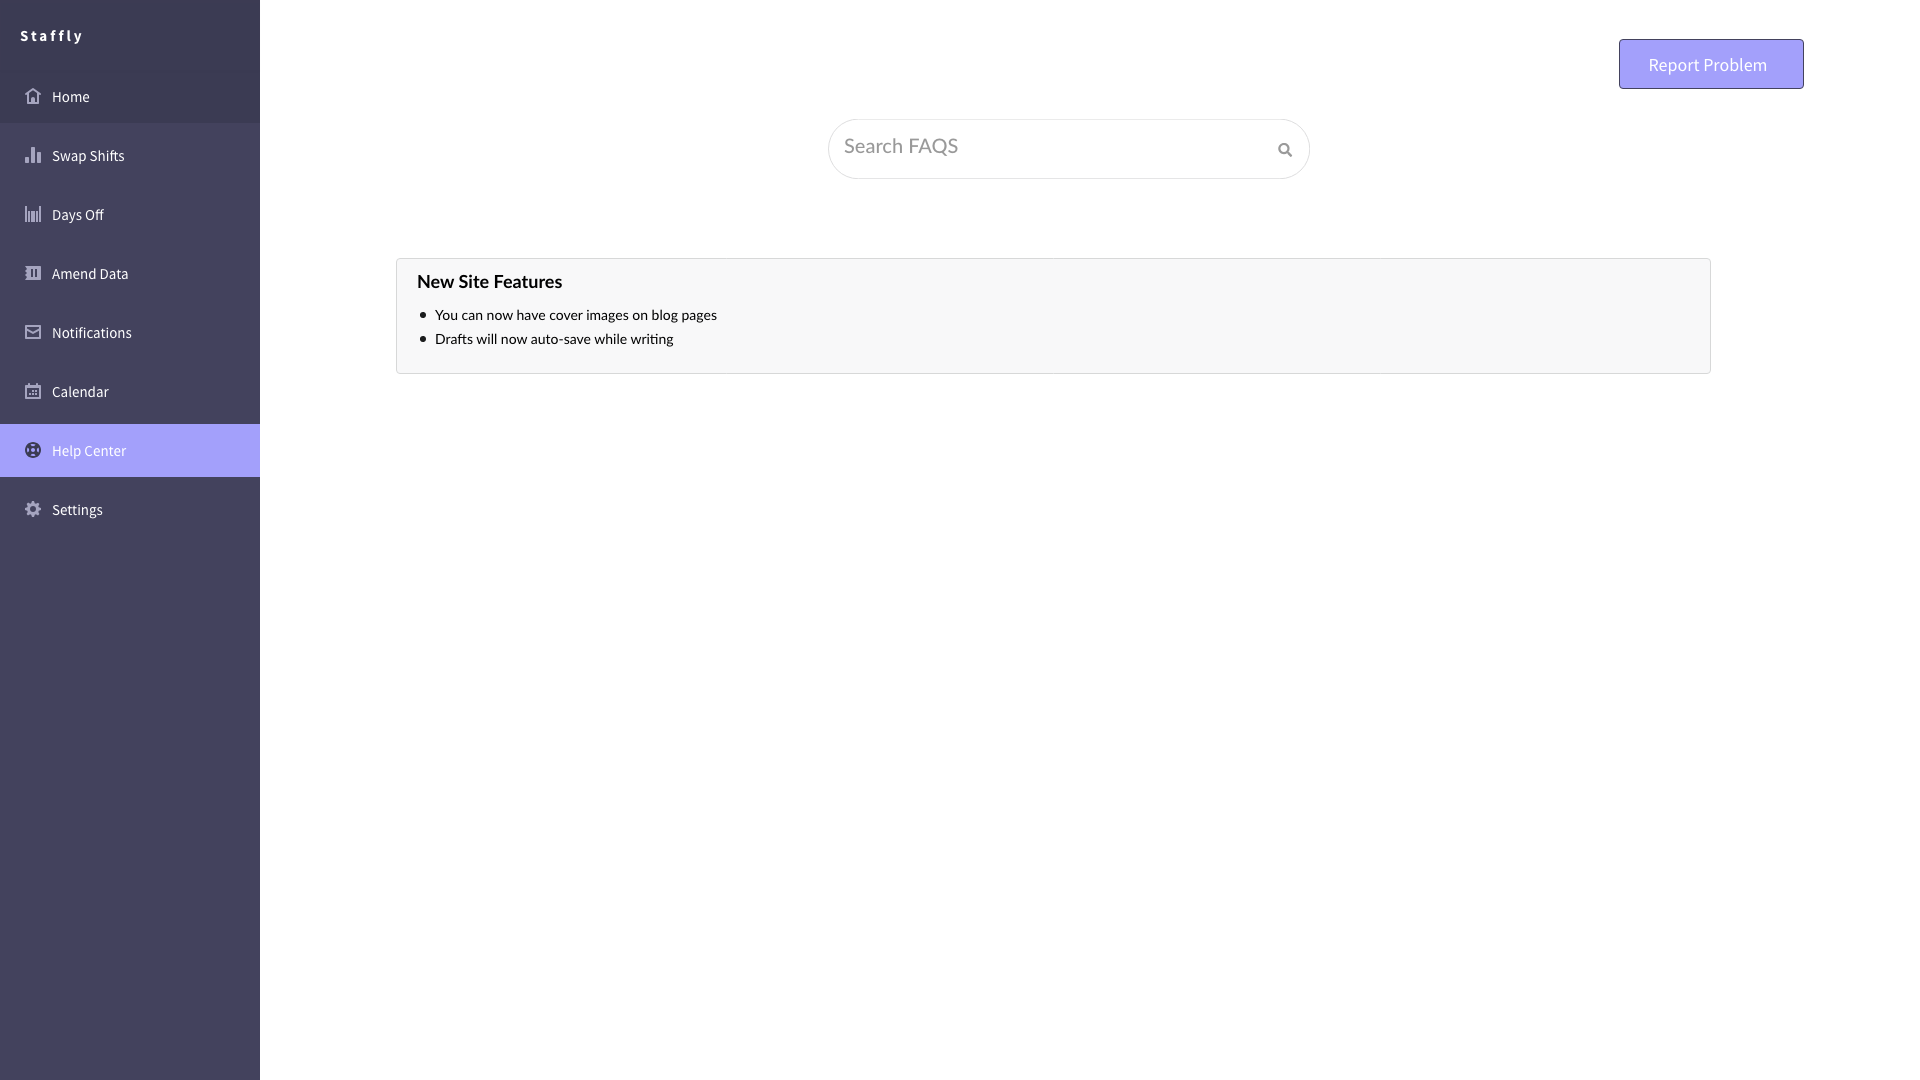 Staffly
Home
Swap Shifts
Days Off
Amend Data
Notifications
Calendar
Help Center
Settings
Report Problem
Search FAQS
New Site Features
You can now have cover images on blog pages
Drafts will now auto-save while writing